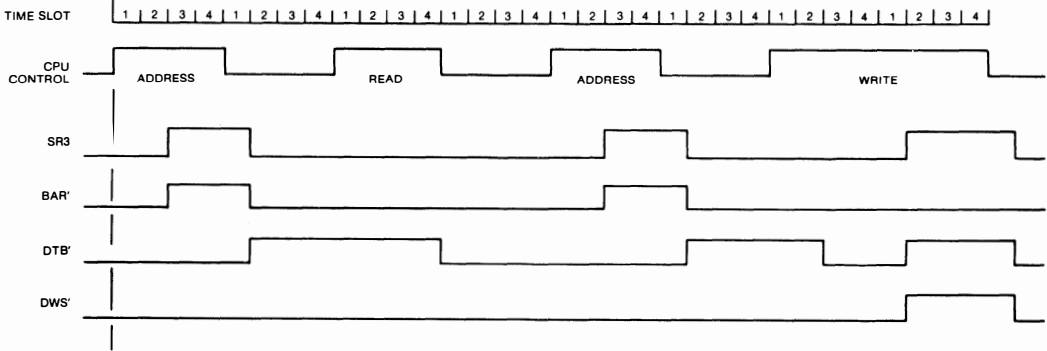 TIME SLOT 1 2 3 4 1 2 3 4 1 2 3 4 1 2 3 4 1 2 3 4 1 2 3 4 1 2 3 4 1 2 3 4
CPU
CONTROL
ADDRESS READ ADDRESS WRITE
SR3
BAR'
DTB'
DWS'